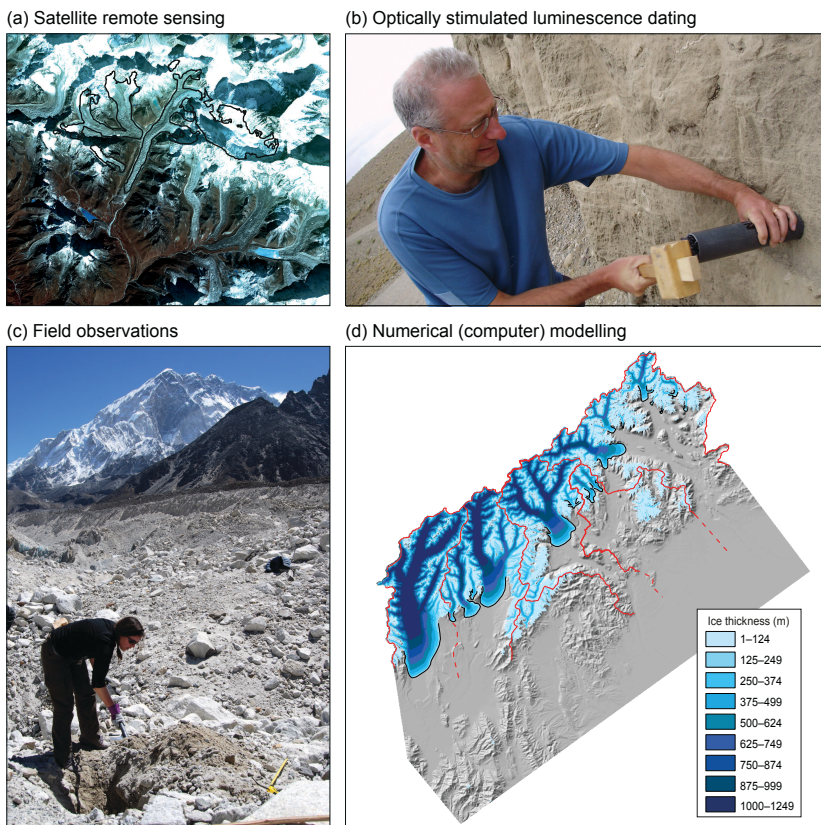 (a) Satellite remote sensing
(b) Optically stimulated luminescence dating
(c) Field observations
(d) Numerical (computer) modelling
Ice thickness (m)
1–124
125–249
250–374
375–499
500–624
625–749
750–874
875–999
1000–1249